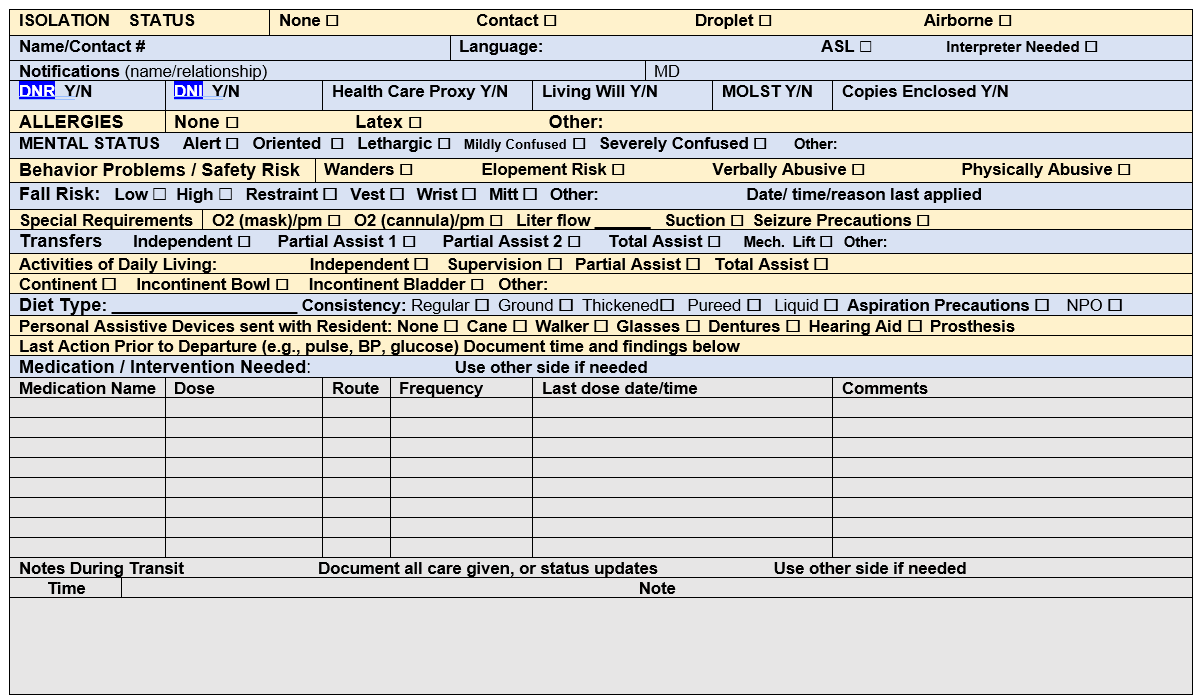 ISOLATION STATUS None ☐ Contact ☐ Droplet ☐ Airborne ☐
Name/Contact # Language: ASL ☐ Interpreter Needed ☐
Notifications (name/relationship) MD
DNR Y/N DNI Y/N Health Care Proxy Y/N Living Will Y/N MOLST Y/N Copies Enclosed Y/N
ALLERGIES None ☐ Latex ☐ Other:
MENTAL STATUS Alert ☐ Oriented ☐ Lethargic ☐ Mildly Confused ☐ Severely Confused ☐ Other:
Behavior Problems / Safety Risk Wanders ☐ Elopement Risk ☐ Verbally Abusive ☐ Physically Abusive ☐
Fall Risk: Low ☐ High ☐ Restraint ☐ Vest ☐ Wrist ☐ Mitt ☐ Other: Date/ time/reason last applied
Special Requirements O2 (mask)/pm ☐ O2 (cannula)/pm ☐ Liter flow ______ Suction ☐ Seizure Precautions ☐
Transfers Independent ☐ Partial Assist 1 ☐ Partial Assist 2 ☐ Total Assist ☐ Mech. Lift ☐ Other:
Activities of Daily Living: Independent ☐ Supervision ☐ Partial Assist ☐ Total Assist ☐
Continent ☐ Incontinent Bowl ☐ Incontinent Bladder ☐ Other:
Diet Type: ____________________ Consistency: Regular ☐ Ground ☐ Thickened☐ Pureed ☐ Liquid ☐ Aspiration Precautions ☐ NPO ☐
Personal Assistive Devices sent with Resident: None ☐ Cane ☐ Walker ☐ Glasses ☐ Dentures ☐ Hearing Aid ☐ Prosthesis
Last Action Prior to Departure (e.g., pulse, BP, glucose) Document time and findings below
Medication / Intervention Needed: Use other side if needed
Medication Name Dose Route Frequency Last dose date/time Comments
Notes During Transit Document all care given, or status updates Use other side if needed
Time Note